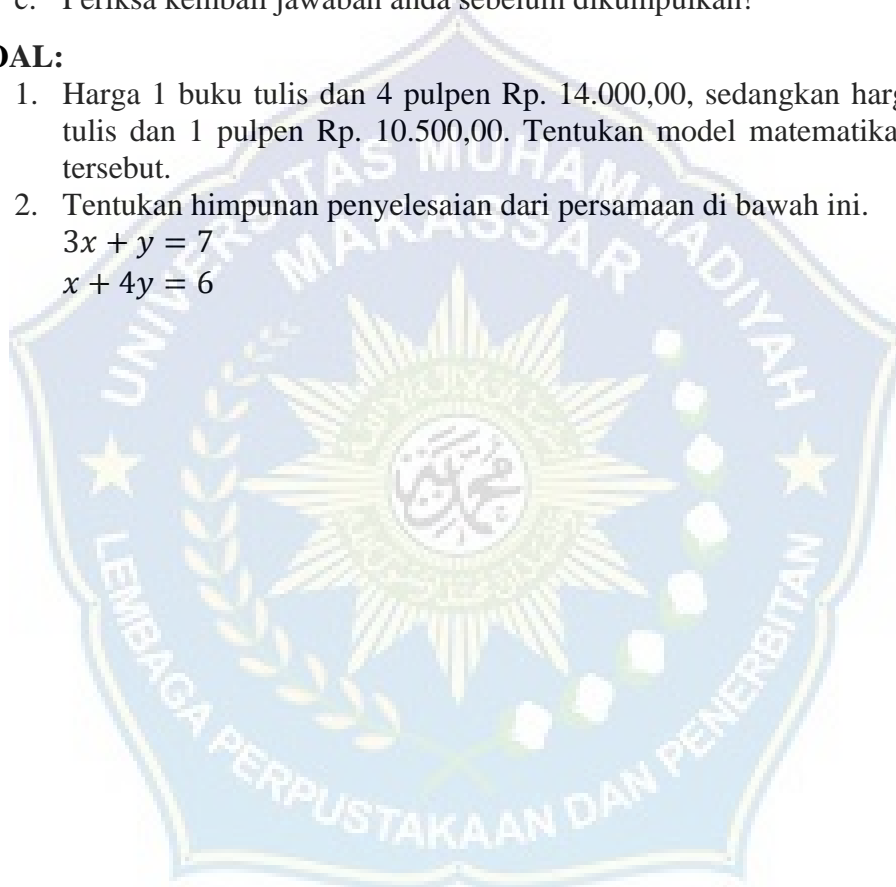 c. Periksa kembali jawaban anda sebelum dikumpulkan!
1. Harga 1 buku tulis dan 4 pulpen Rp. 14.000,00, sedangkan
tulis dan 1 pulpen Rp. 10.500,00. Tentukan model matematika
tersebut.
2. Tentukan himpunan penyelesaian dari persamaan di bawah ini.
3x + y = 7
x + 4y = 6
UNIVERSITAS MUHAMMADIYAH
MAKASSAR
LEMBAGA PERPUSTAKAAN DAN PENERBITAN